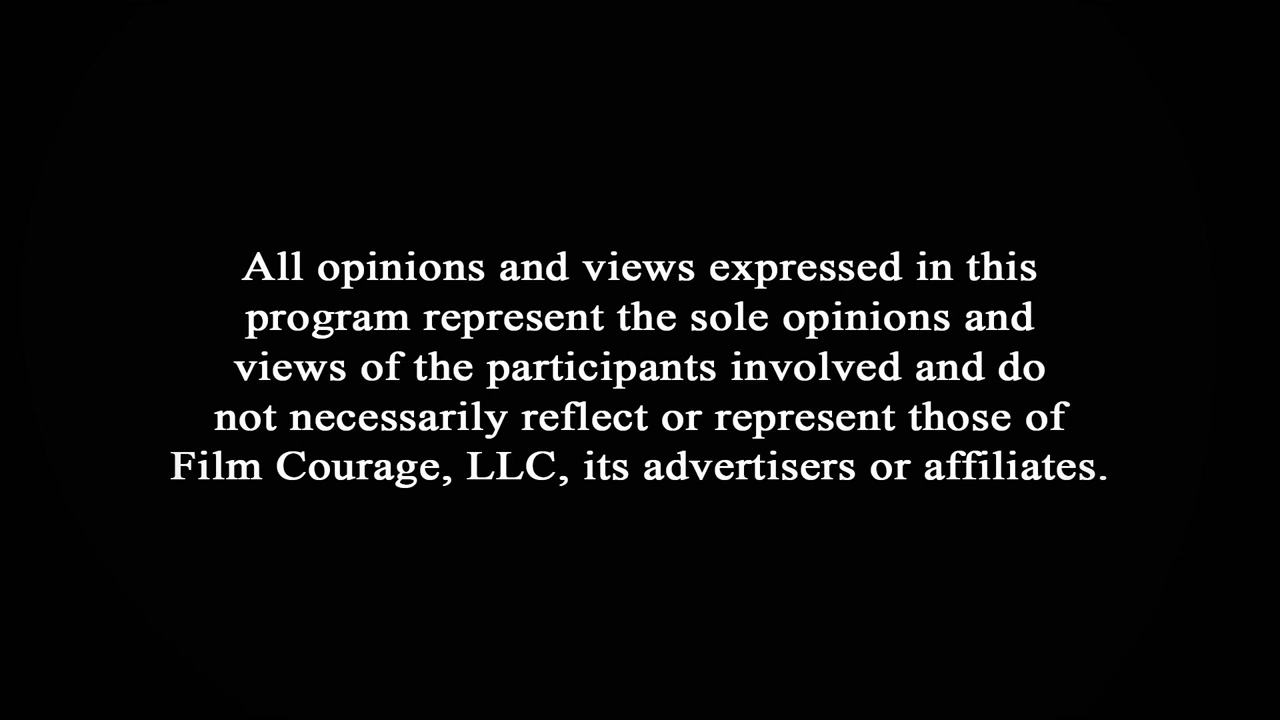 All opinions and views expressed in this
program represent the sole opinions and
views of the participants involved and do
not necessarily reflect or represent those of
Film Courage, LLC, its advertisers or affiliates.